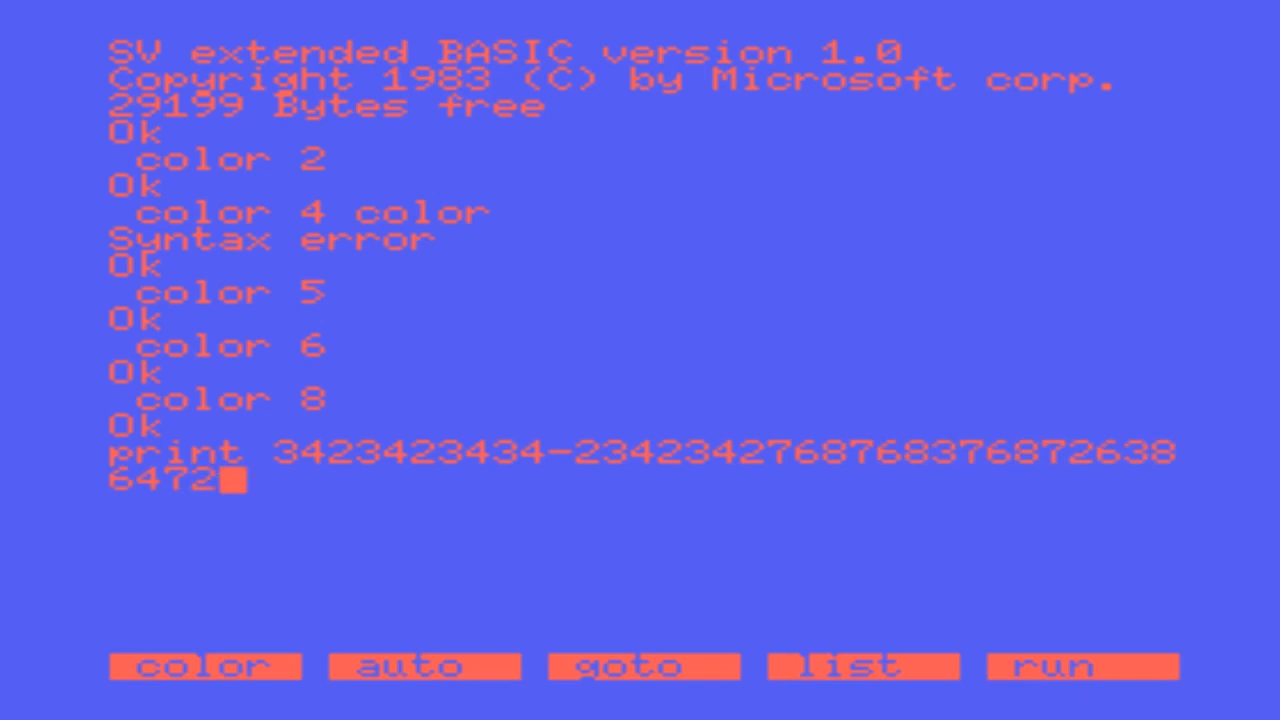 SV extended BASIC version 1.0
Copyright 1983 (C) by Microsoft corp.
29199 Bytes free
Ok
color 2
Ok
color 4 color
Syntax error
Ok
color 5
Ok
color 6
Ok
color 8
Ok
print 3423423434-2342342768768376872638
6472
color auto goto list run